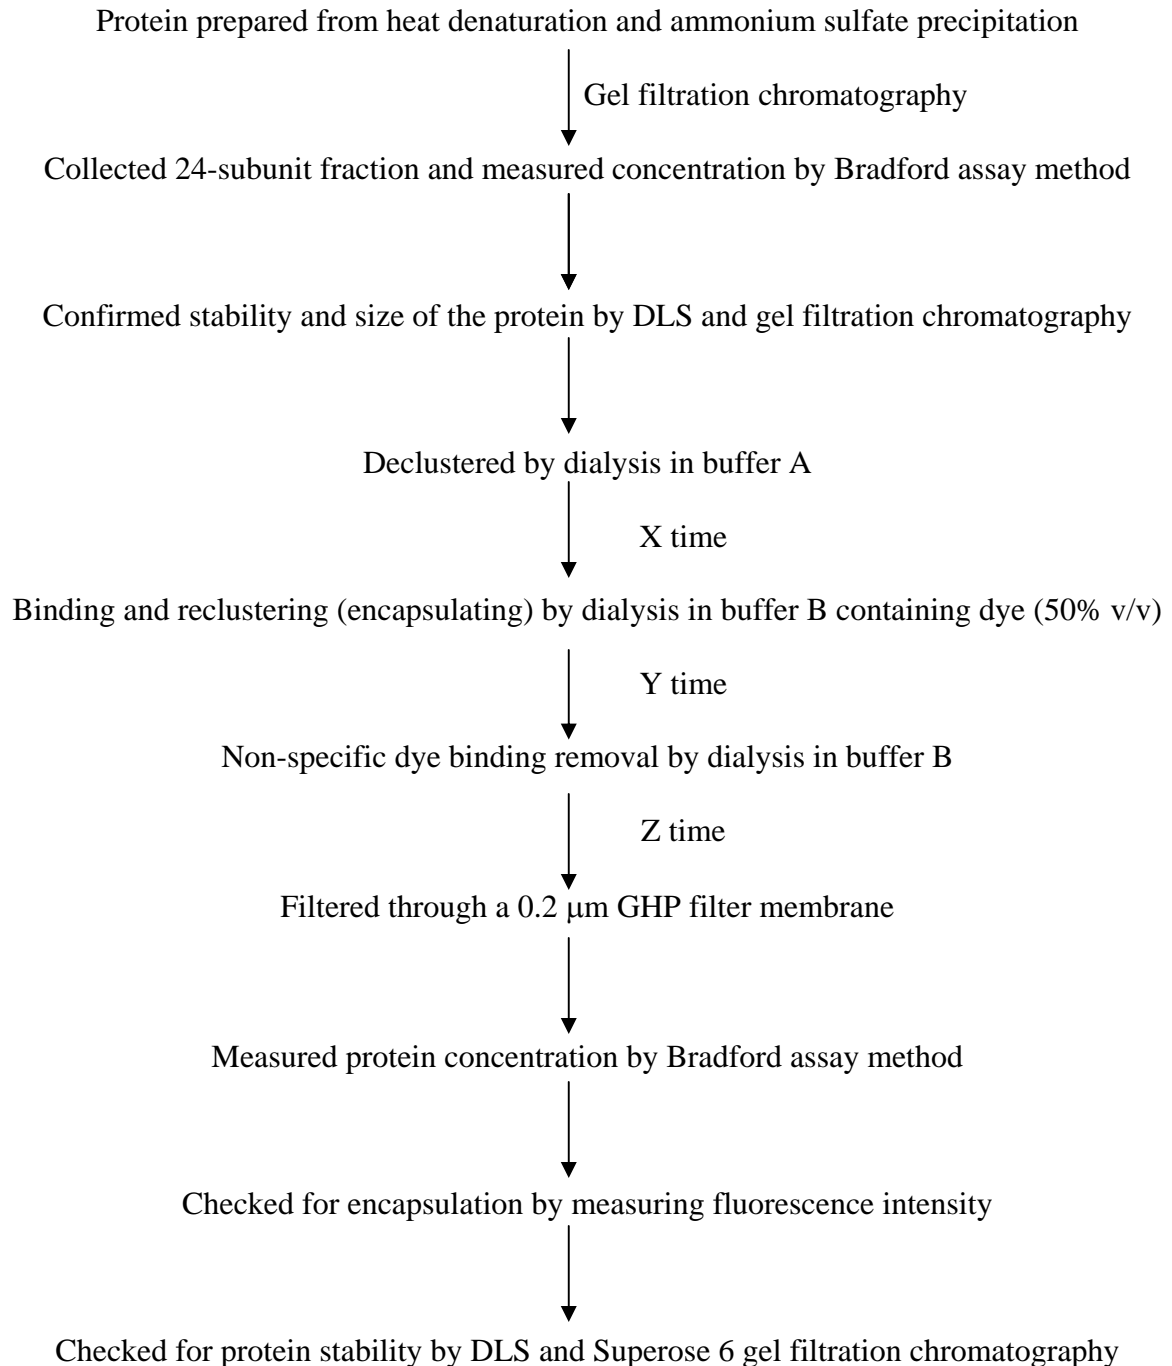 Protein prepared from heat denaturation and ammonium sulfate precipitation
Gel filtration chromatography
Collected 24-subunit fraction and measured concentration by Bradford assay method
Confirmed stability and size of the protein by DLS and gel filtration chromatography
Declustered by dialysis in buffer A
X time
Binding and reclustering (encapsulating) by dialysis in buffer B containing dye (50% v/v)
Y time
Non-specific dye binding removal by dialysis in buffer B
Z time
Filtered through a 0.2 μm GHP filter membrane
Measured protein concentration by Bradford assay method
Checked for encapsulation by measuring fluorescence intensity
Checked for protein stability by DLS and Superose 6 gel filtration chromatography